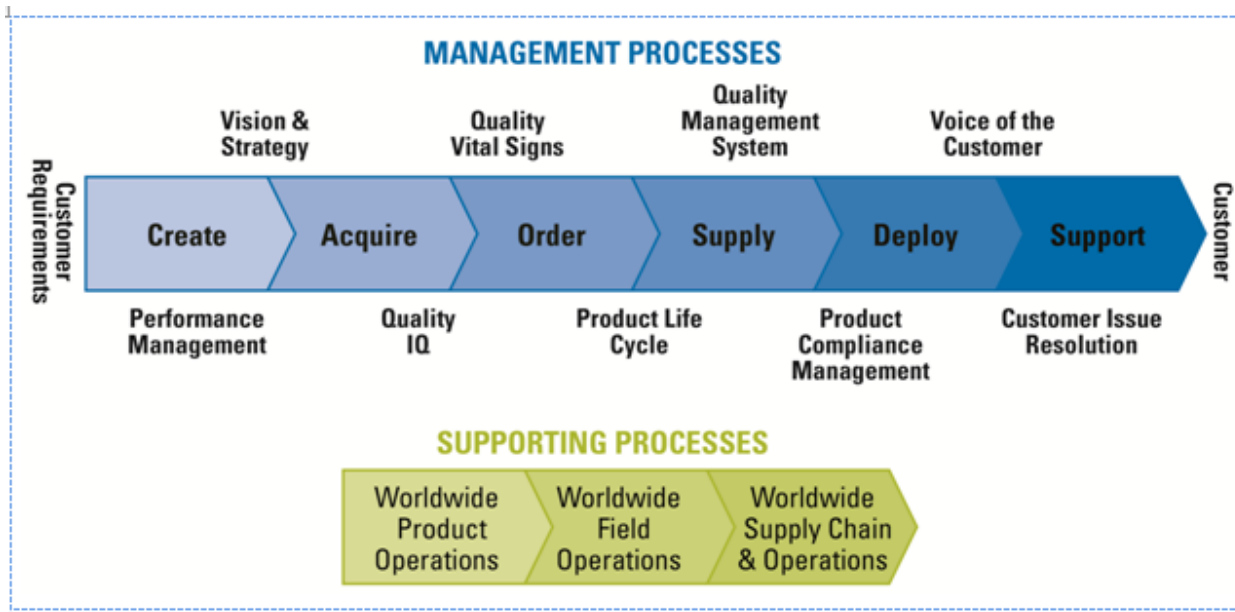 1
MANAGEMENT PROCESSES
Vision &
Strategy
Quality
Vital Signs
Quality
Management
System
Voice of the
Customer
Customer
Requirements
Create
Acquire
Order
Supply
Deploy
Support
Customer
Performance
Management
Quality
IQ
Product Life
Cycle
Product
Compliance
Management
Customer Issue
Resolution
SUPPORTING PROCESSES
Worldwide
Product
Operations
Worldwide
Field
Operations
Worldwide
Supply Chain
& Operations